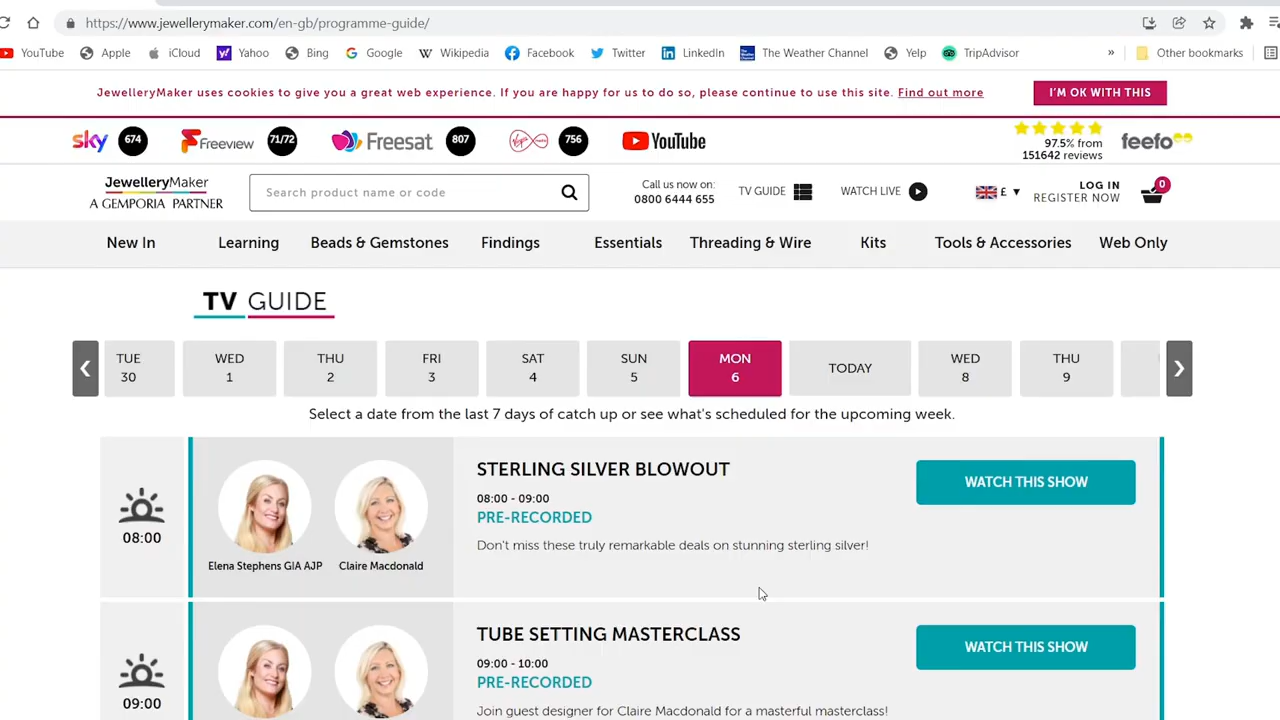 https://www.jewellerymaker.com/en-gb/programme-guide/
YouTube Apple iCloud Yahoo Bing Google Wikipedia Facebook Twitter LinkedIn The Weather Channel Yelp TripAdvisor » Other bookmarks
JewelleryMaker uses cookies to give you a great web experience. If you are happy for us to do so, please continue to use this site. Find out more
I'M OK WITH THIS
sky 674 Freeview 71/72 freesat 807 756 YouTube
97.5% from
151642 reviews
feefo
JewelleryMaker
A GEMPORIA PARTNER
Search product name or code
Call us now on:
0800 6444 655
TV GUIDE
WATCH LIVE
£
LOG IN
REGISTER NOW
0
New In Learning Beads & Gemstones Findings Essentials Threading & Wire Kits Tools & Accessories Web Only
TV GUIDE
TUE
30
WED
1
THU
2
FRI
3
SAT
4
SUN
5
MON
6
TODAY
WED
8
THU
9
Select a date from the last 7 days of catch up or see what's scheduled for the upcoming week.
08:00
Elena Stephens GIA AJP
Claire Macdonald
STERLING SILVER BLOWOUT
08:00 - 09:00
PRE-RECORDED
Don't miss these truly remarkable deals on stunning sterling silver!
WATCH THIS SHOW
09:00
TUBE SETTING MASTERCLASS
09:00 - 10:00
PRE-RECORDED
Join guest designer for Claire Macdonald for a masterful masterclass!
WATCH THIS SHOW